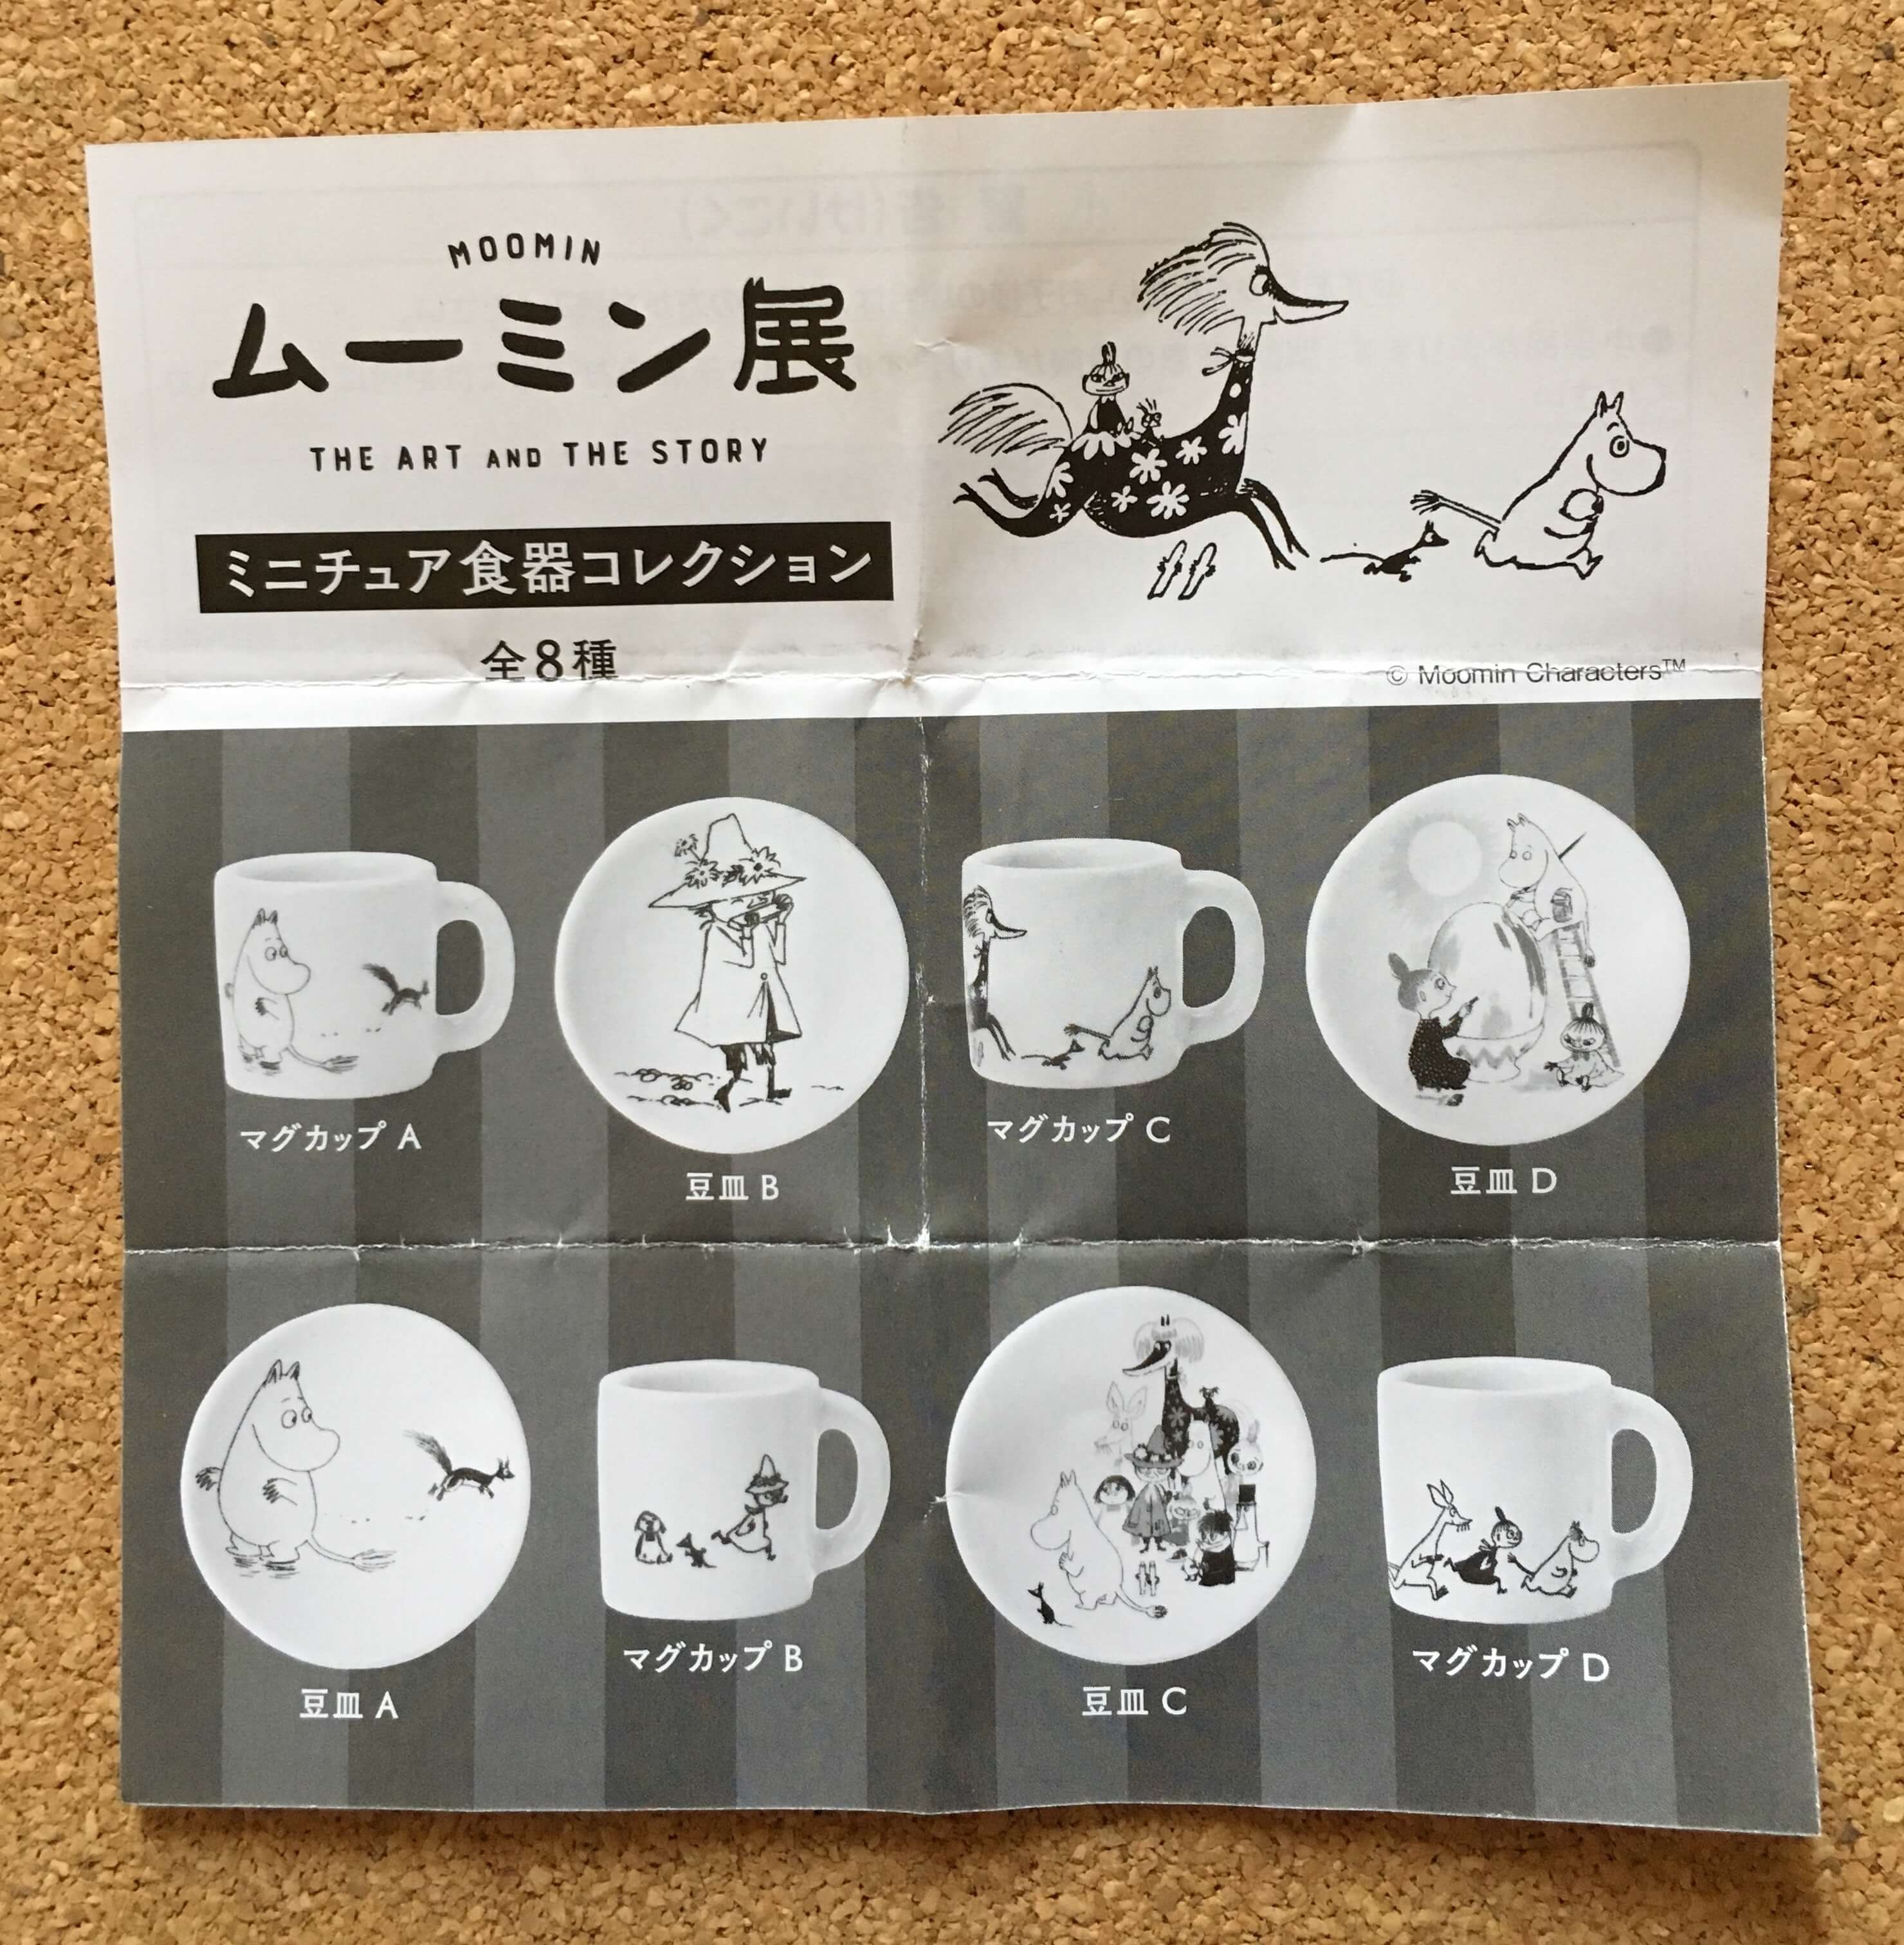 MOOMIN
ムーミン展
THE ART AND THE STORY
ミニチュア食器コレクション
全8種
© Moomin Characters™
マグカップ A
豆皿 B
マグカップ C
豆皿 D
豆皿 A
マグカップ B
豆皿 C
マグカップ D